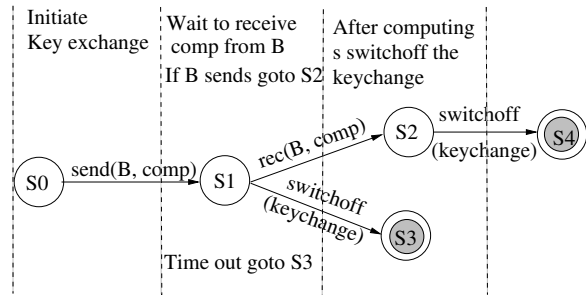 Initiate
Key exchange
Wait to receive
comp from B
If B sends goto S2
After computing
s switchoff the
keychange
S0
send(B, comp)
S1
rec(B, comp)
S2
switchoff
(keychange)
S4
switchoff
(keychange)
S3
Time out goto S3